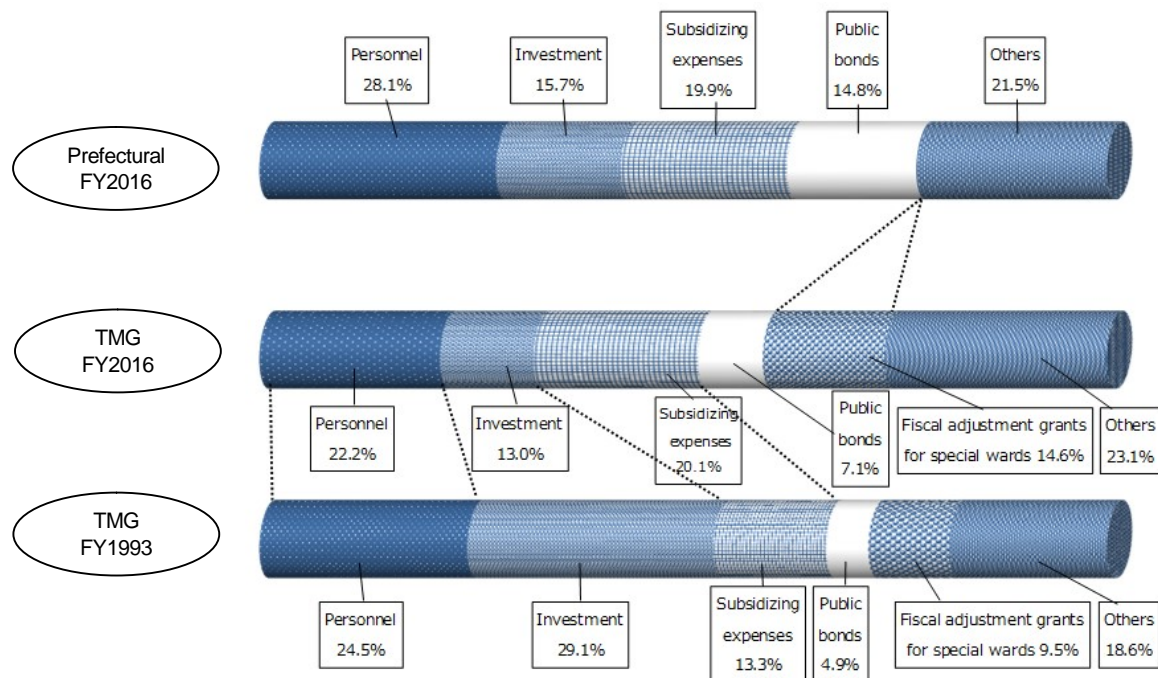 Personnel
28.1%
Investment
15.7%
Subsidizing
expenses
19.9%
Public
bonds
14.8%
Others
21.5%
Prefectural
FY2016
TMG
FY2016
Personnel
22.2%
Investment
13.0%
Subsidizing
expenses
20.1%
Public
bonds
7.1%
Fiscal adjustment grants
for special wards 14.6%
Others
23.1%
TMG
FY1993
Personnel
24.5%
Investment
29.1%
Subsidizing
expenses
13.3%
Public
bonds
4.9%
Fiscal adjustment grants
for special wards 9.5%
Others
18.6%